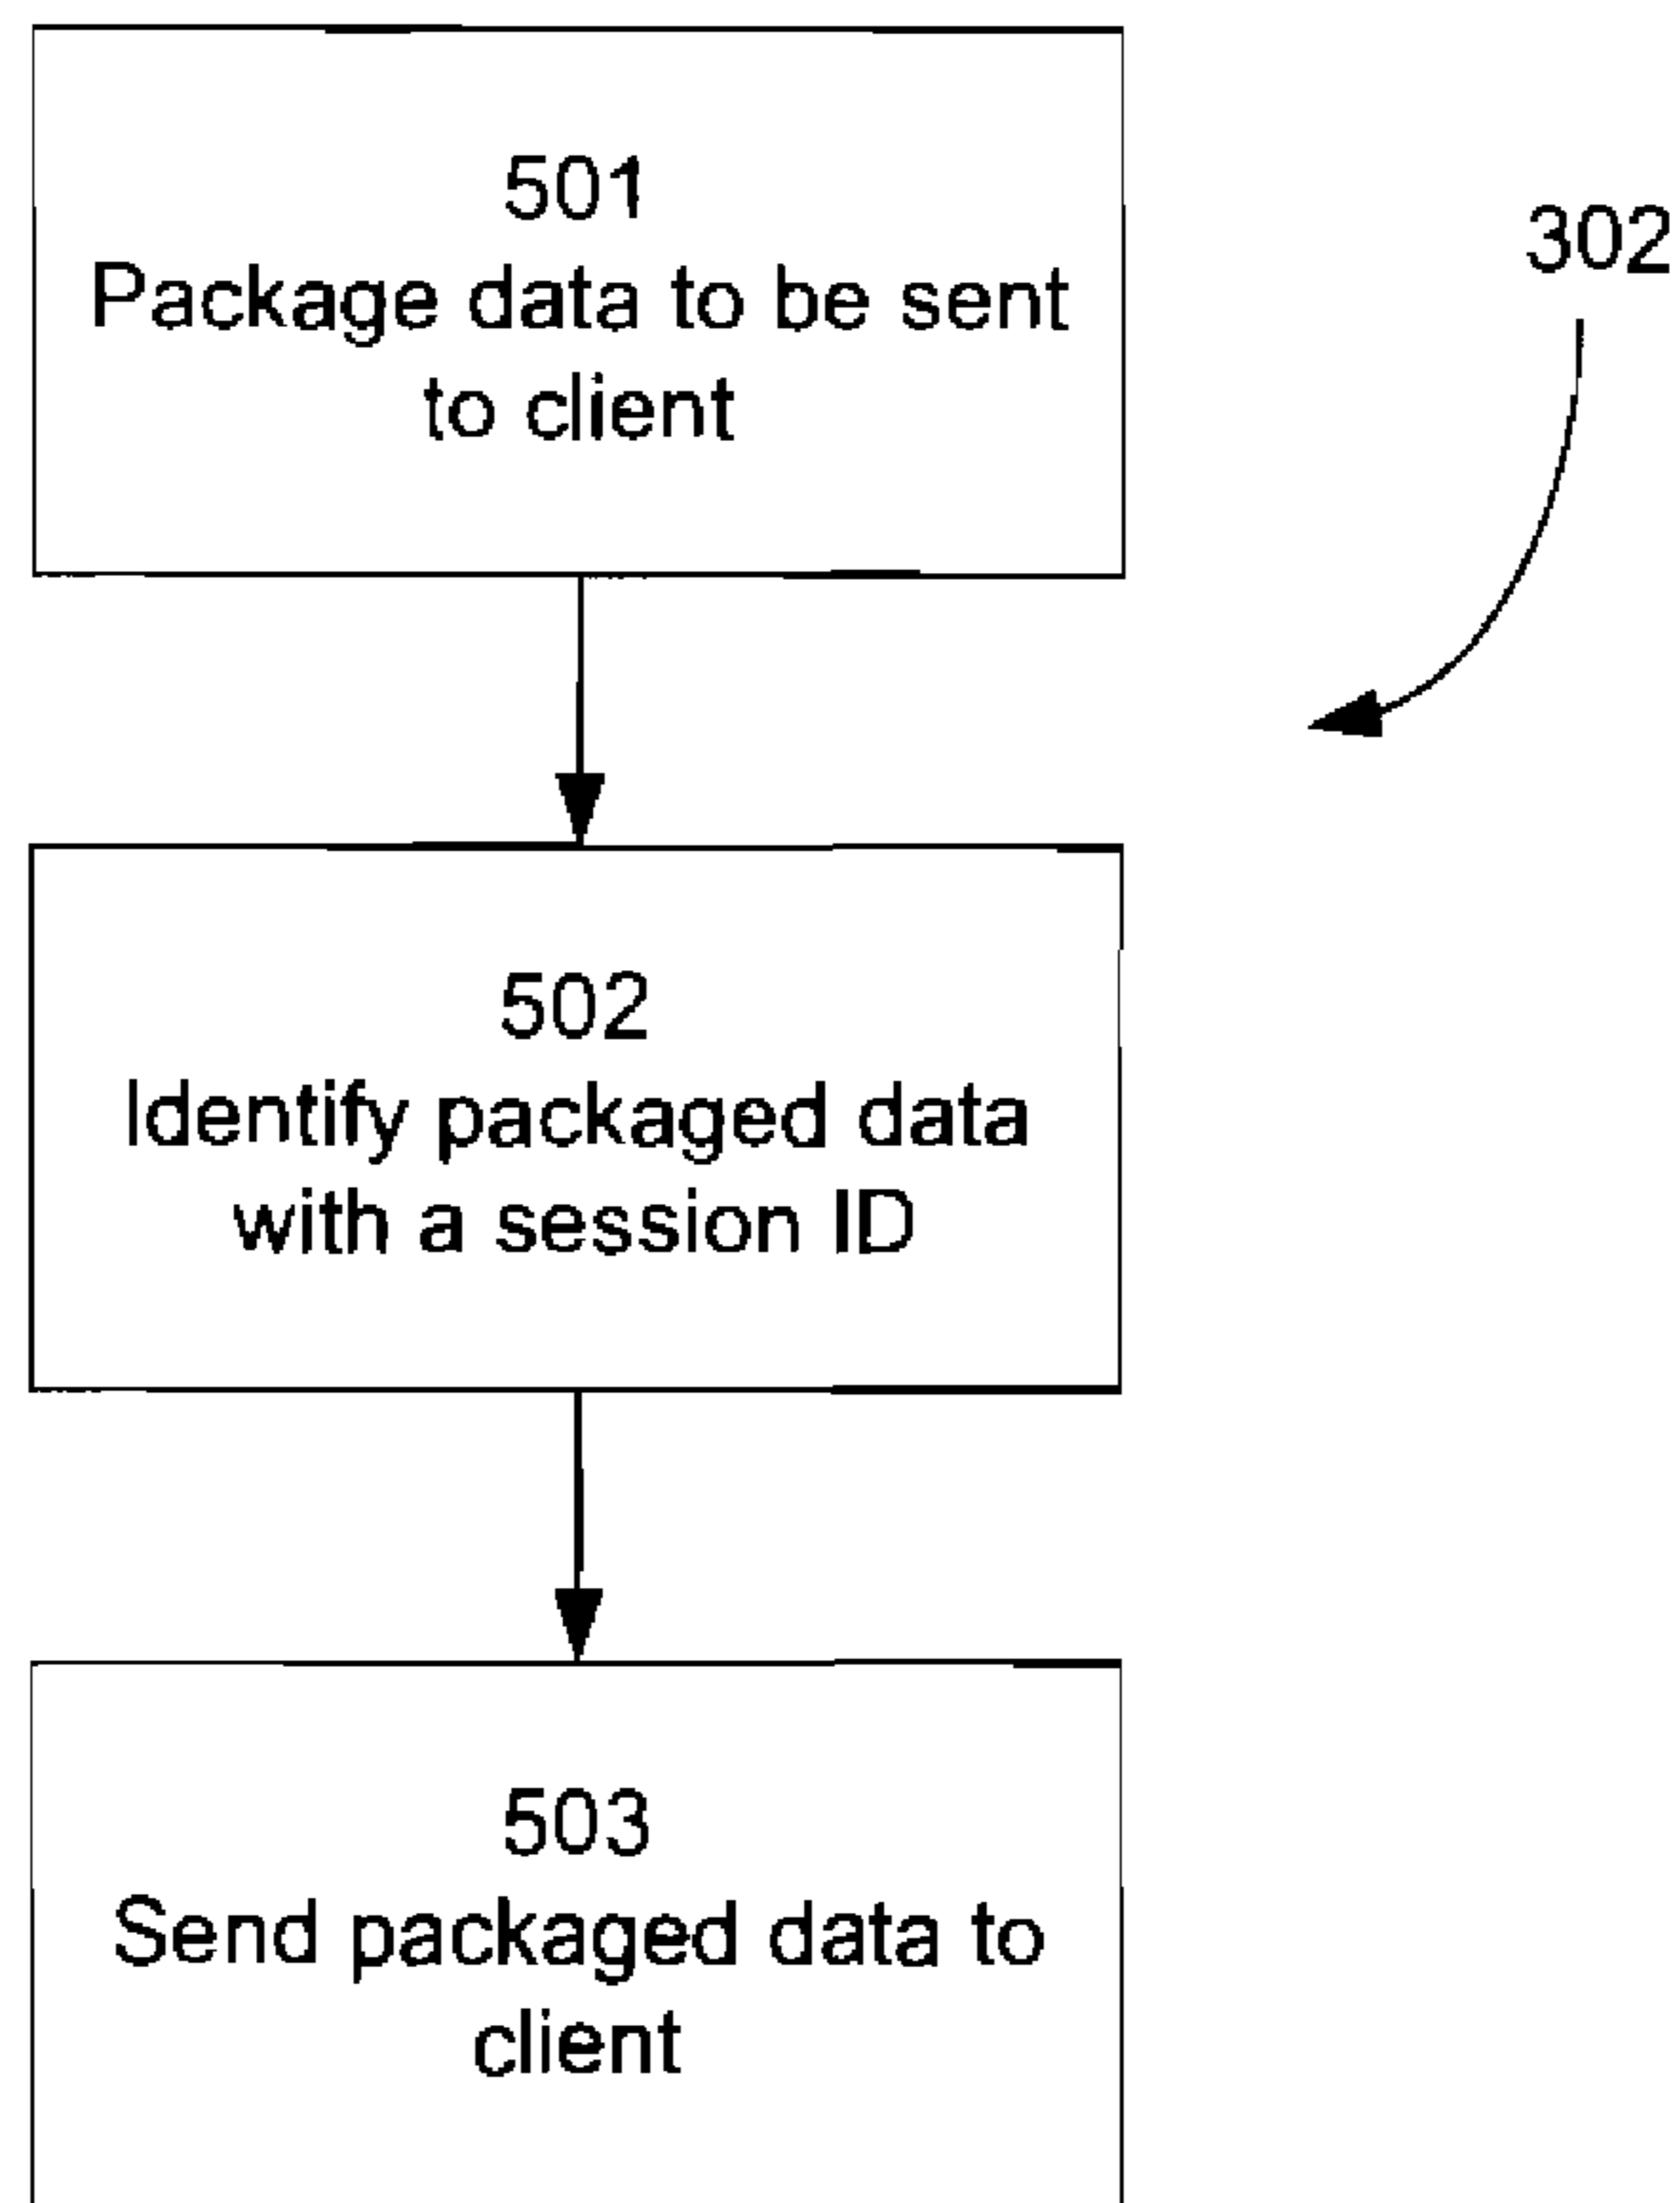 501
Package data to be sent
to client
302
502
Identify packaged data
with a session ID
503
Send packaged data to
client